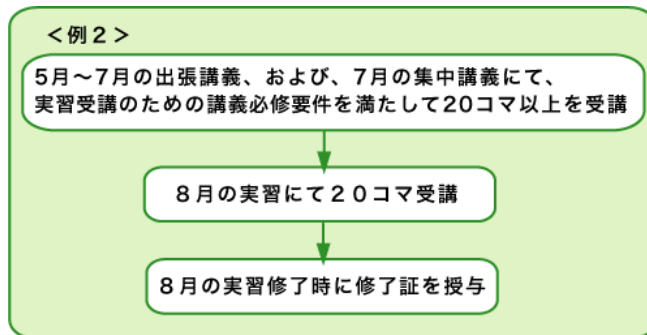 ＜例２＞
5月～7月の出張講義、および、7月の集中講義にて、
実習受講のための講義必修要件を満たして20コマ以上を受講
８月の実習にて２０コマ受講
８月の実習修了時に修了証を授与